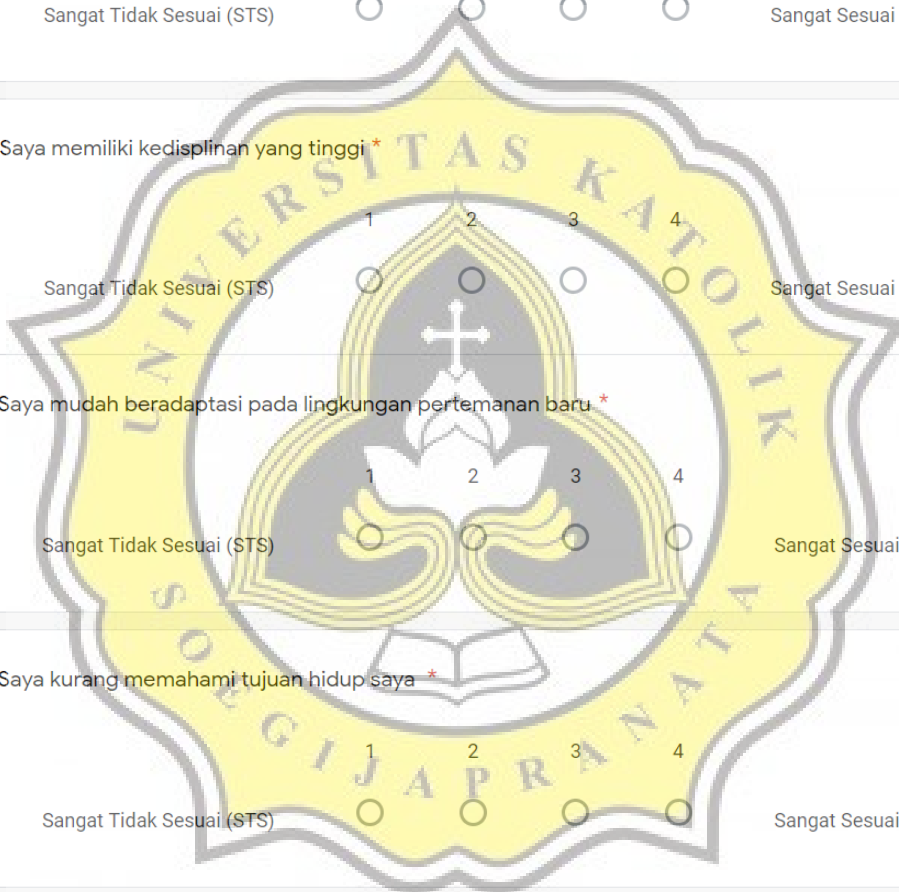 Sangat Tidak Sesuai (STS) Sangat Sesuai
Saya memiliki kedisplinan yang tinggi *
1 2 3 4
Sangat Tidak Sesuai (STS) Sangat Sesuai
Saya mudah beradaptasi pada lingkungan pertemanan baru *
1 2 3 4
Sangat Tidak Sesuai (STS) Sangat Sesuai
Saya kurang memahami tujuan hidup saya *
1 2 3 4
Sangat Tidak Sesuai (STS) Sangat Sesuai
UNIVERSITAS KATOLIK
SOEGIJAPRANATA